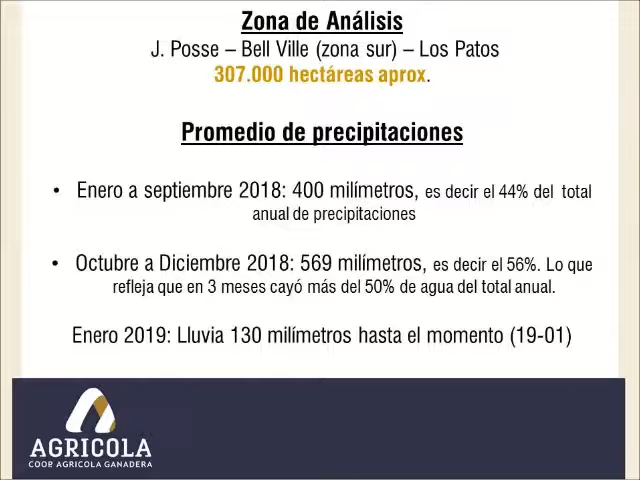 Zona de Análisis
J. Posse – Bell Ville (zona sur) – Los Patos
307.000 hectáreas aprox.
Promedio de precipitaciones
• Enero a septiembre 2018: 400 milímetros, es decir el 44% del total
anual de precipitaciones
• Octubre a Diciembre 2018: 569 milímetros, es decir el 56%. Lo que
refleja que en 3 meses cayó más del 50% de agua del total anual.
Enero 2019: Lluvia 130 milímetros hasta el momento (19-01)
AGRICOLA
COOP AGRICOLA GANADERA